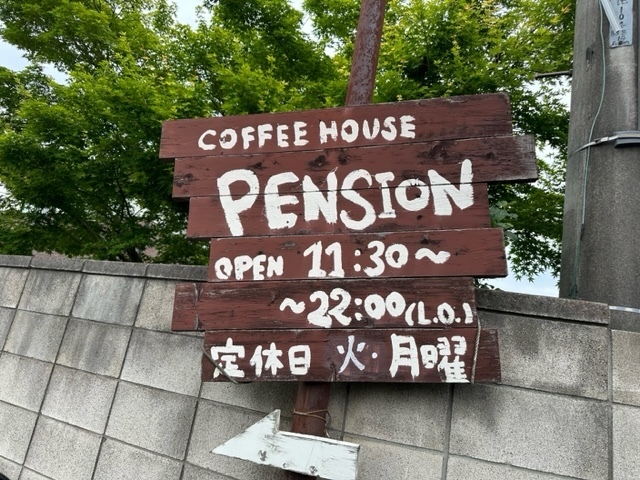 COFFEE HOUSE
PENSION
OPEN 11:30〜
〜22:00(L.O.)
定休日 火・月曜